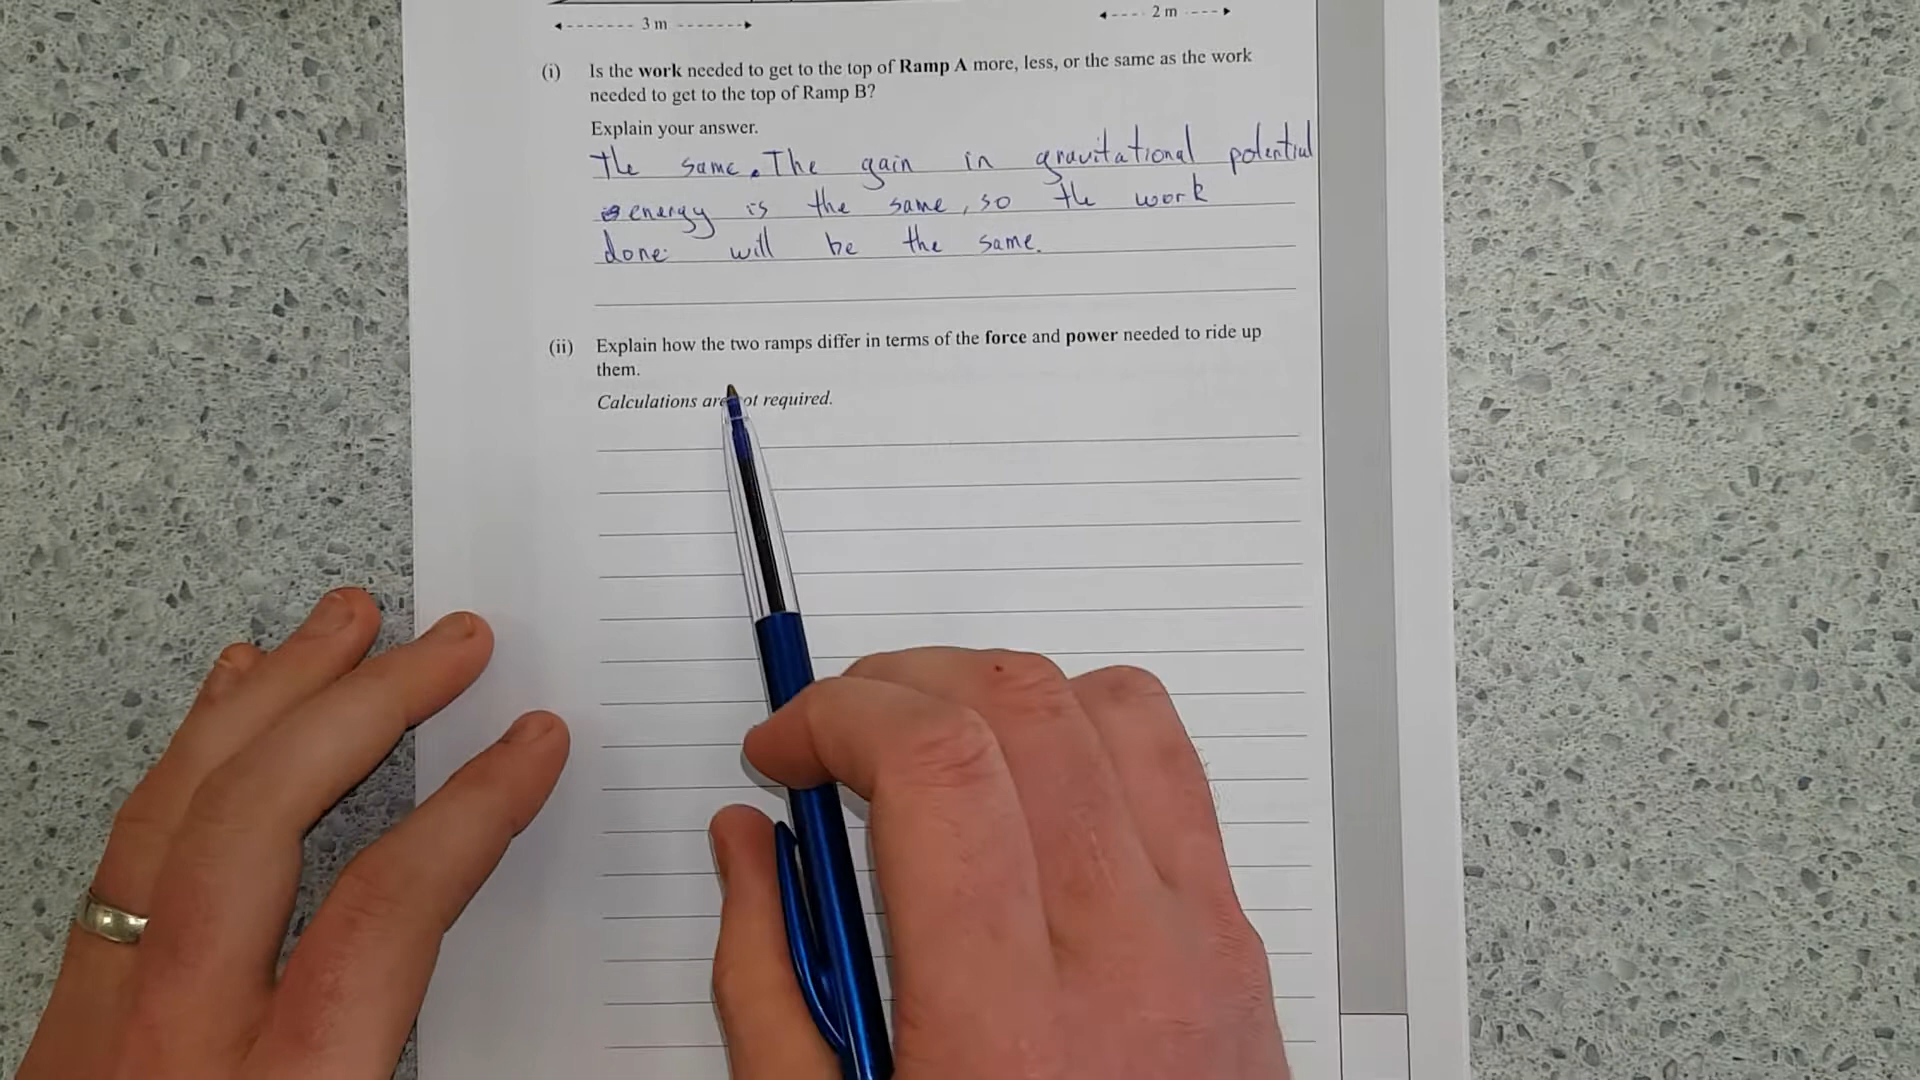 3 m
2 m
(i) Is the work needed to get to the top of Ramp A more, less, or the same as the work
needed to get to the top of Ramp B?
Explain your answer.
The same. The gain in gravitational potential
energy is the same, so the work
done will be the same.
(ii) Explain how the two ramps differ in terms of the force and power needed to ride up
them.
Calculations are not required.